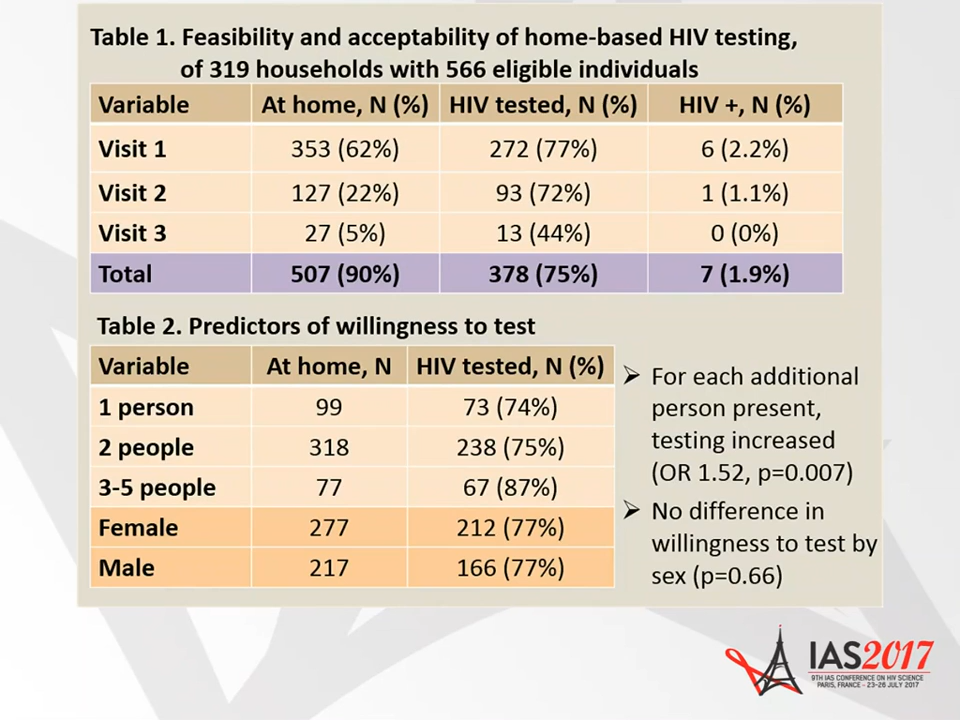 Table 1. Feasibility and acceptability of home-based HIV testing,
of 319 households with 566 eligible individuals
Variable At home, N (%) HIV tested, N (%) HIV +, N (%)
Visit 1 353 (62%) 272 (77%) 6 (2.2%)
Visit 2 127 (22%) 93 (72%) 1 (1.1%)
Visit 3 27 (5%) 13 (44%) 0 (0%)
Total 507 (90%) 378 (75%) 7 (1.9%)
Table 2. Predictors of willingness to test
Variable At home, N HIV tested, N (%)
1 person 99 73 (74%)
2 people 318 238 (75%)
3-5 people 77 67 (87%)
Female 277 212 (77%)
Male 217 166 (77%)
➢ For each additional
person present,
testing increased
(OR 1.52, p=0.007)
➢ No difference in
willingness to test by
sex (p=0.66)
IAS2017
9TH IAS CONFERENCE ON HIV SCIENCE
PARIS, FRANCE - 23-26 JULY 2017